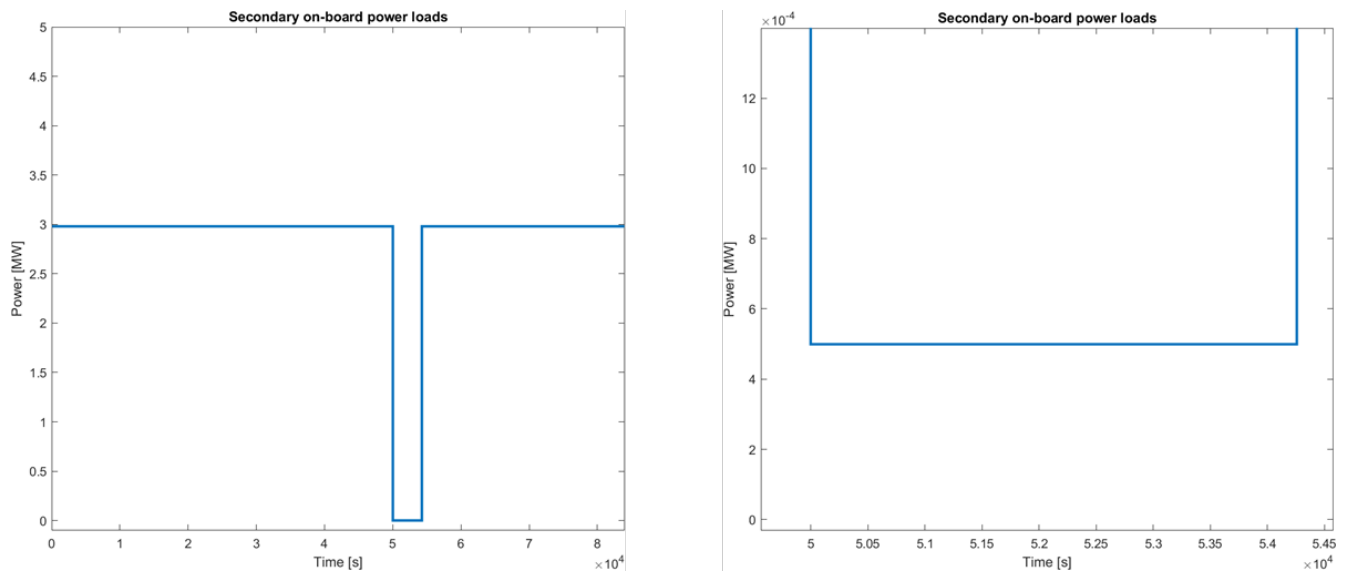 Secondary on-board power loads
5
4.5
4
3.5
3
2.5
2
1.5
1
0.5
0
Power [MW]
0 1 2 3 4 5 6 7 8
Time [s]
×10⁴
Secondary on-board power loads
×10⁻⁴
12
10
8
6
4
2
0
Power [MW]
5 5.05 5.1 5.15 5.2 5.25 5.3 5.35 5.4 5.45
Time [s]
×10⁴